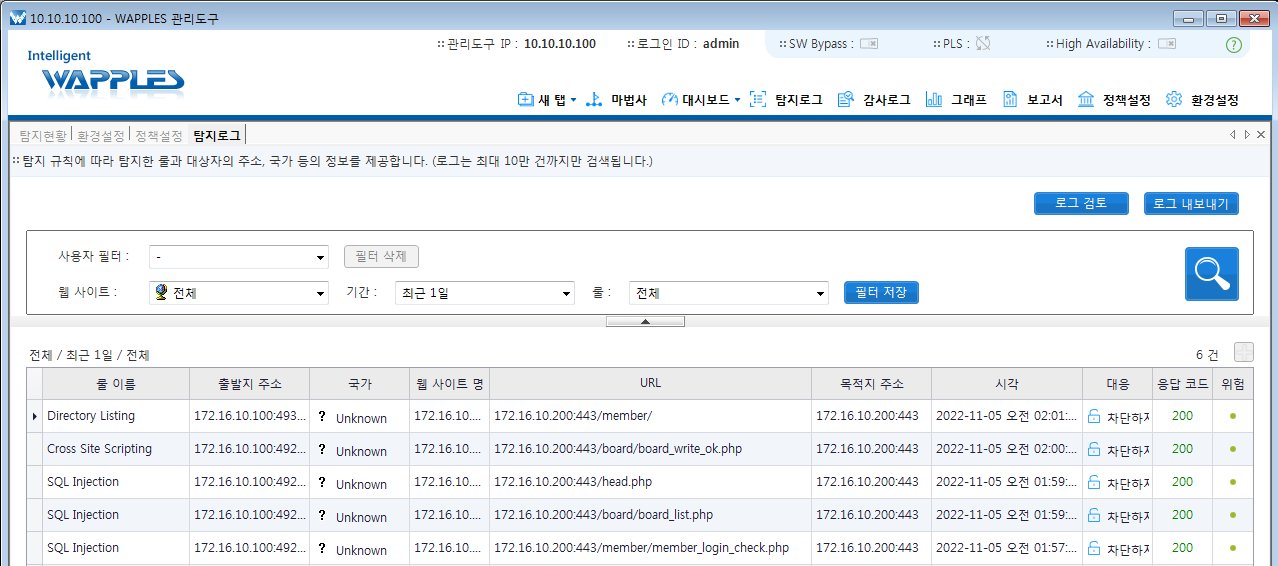 10.10.10.100 - WAPPLES 관리도구
관리도구 IP : 10.10.10.100 로그인 ID : admin SW Bypass : PLS : High Availability : ?
Intelligent
WAPPLES
새 탭 마법사 대시보드 탐지로그 감사로그 그래프 보고서 정책설정 환경설정
탐지현황 환경설정 정책설정 탐지로그
탐지 규칙에 따라 탐지한 룰과 대상자의 주소, 국가 등의 정보를 제공합니다. (로그는 최대 10만 건까지만 검색됩니다.)
로그 검토 로그 내보내기
사용자 필터 : - 필터 삭제
웹 사이트 : 전체 기간 : 최근 1일 룰 : 전체 필터 저장
전체 / 최근 1일 / 전체 6 건
룰 이름 출발지 주소 국가 웹 사이트 명 URL 목적지 주소 시각 대응 응답 코드 위험
Directory Listing 172.16.10.100:493... ? Unknown 172.16.10.... 172.16.10.200:443/member/ 172.16.10.200:443 2022-11-05 오전 02:01:... 차단하지 200
Cross Site Scripting 172.16.10.100:492... ? Unknown 172.16.10.... 172.16.10.200:443/board/board_write_ok.php 172.16.10.200:443 2022-11-05 오전 02:00:... 차단하지 200
SQL Injection 172.16.10.100:492... ? Unknown 172.16.10.... 172.16.10.200:443/head.php 172.16.10.200:443 2022-11-05 오전 01:59:... 차단하지 200
SQL Injection 172.16.10.100:492... ? Unknown 172.16.10.... 172.16.10.200:443/board/board_list.php 172.16.10.200:443 2022-11-05 오전 01:59:... 차단하지 200
SQL Injection 172.16.10.100:492... ? Unknown 172.16.10.... 172.16.10.200:443/member/member_login_check.php 172.16.10.200:443 2022-11-05 오전 01:57:... 차단하지 200